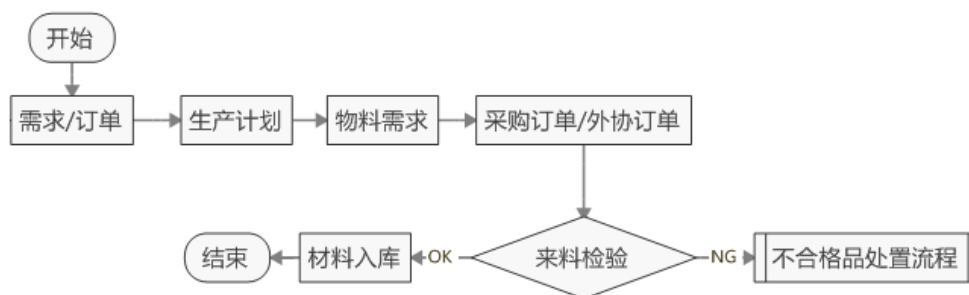 开始
需求/订单
生产计划
物料需求
采购订单/外协订单
结束
材料入库
OK
来料检验
NG
不合格品处置流程